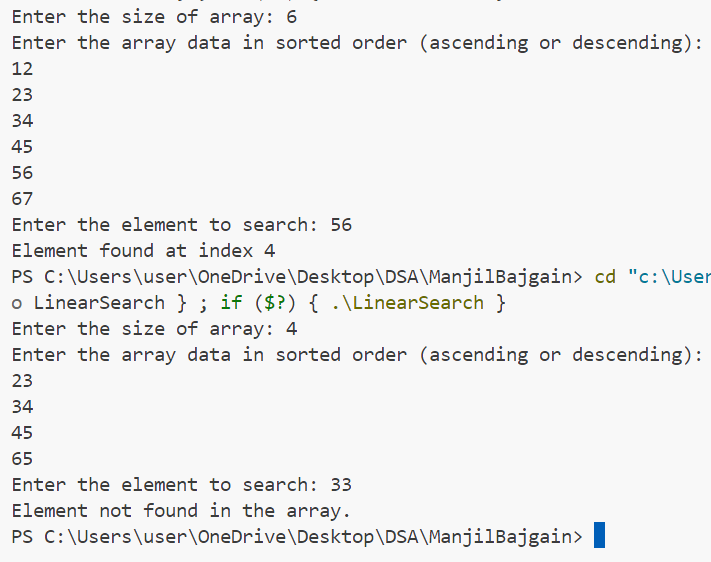 Enter the size of array: 6
Enter the array data in sorted order (ascending or descending):
12
23
34
45
56
67
Enter the element to search: 56
Element found at index 4
PS C:\Users\user\OneDrive\Desktop\DSA\ManjilBajgain> cd "c:\User
o LinearSearch } ; if ($?) { .\LinearSearch }
Enter the size of array: 4
Enter the array data in sorted order (ascending or descending):
23
34
45
65
Enter the element to search: 33
Element not found in the array.
PS C:\Users\user\OneDrive\Desktop\DSA\ManjilBajgain>